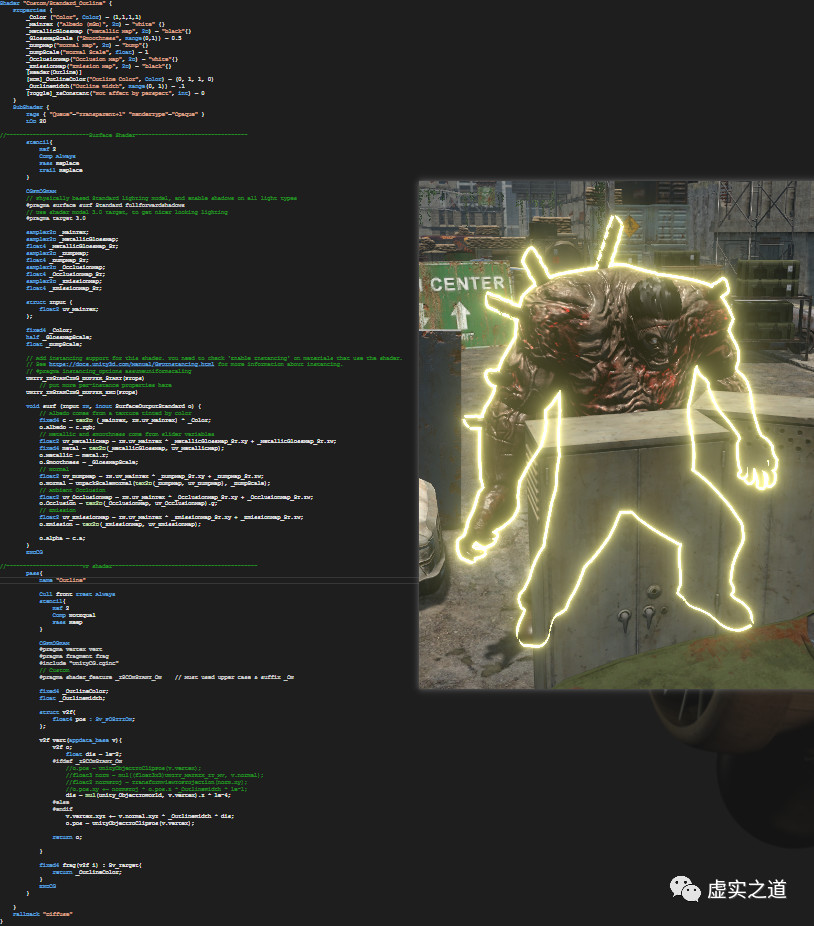 Shader "Custom/Standard_Outline" {
Properties {
_Color ("Color", Color) = (1,1,1,1)
_MainTex ("Albedo (RGB)", 2D) = "white" {}
_MetallicGlossMap ("Metallic Map", 2D) = "black"{}
_GlossMapScale ("Smoothness", Range(0,1)) = 0.5
_BumpMap("Normal Map", 2D) = "bump"{}
_BumpScale("Normal Scale", float) = 1
_OcclusionMap("Occlusion Map", 2D) = "white"{}
_EmissionMap("Emission Map", 2D) = "black"{}
[Header(Outline)]
[HDR]_OutlineColor("Outline Color", Color) = (0, 1, 1, 0)
_OutlineWidth("Outline Width", Range(0, 1)) = .1
[Toggle]_IsConstant("Not affect by perspect", int) = 0
}
SubShader {
Tags { "Queue"="Transparent+1" "RenderType"="Opaque" }
LOD 20
Surface Shader
Stencil{
Ref 2
Comp Always
Pass Replace
ZFail Replace
}
CGPROGRAM
// Physically based Standard lighting model, and enable shadows on all light types
#pragma surface surf Standard fullforwardshadows
// Use shader model 3.0 target, to get nicer looking lighting
#pragma target 3.0
sampler2D _MainTex;
sampler2D _MetallicGlossMap;
float4 _MetallicGlossMap_ST;
sampler2D _BumpMap;
float4 _BumpMap_ST;
sampler2D _OcclusionMap;
float4 _OcclusionMap_ST;
sampler2D _EmissionMap;
float4 _EmissionMap_ST;
struct Input {
float2 uv_MainTex;
};
fixed4 _Color;
half _GlossMapScale;
float _BumpScale;
// Add instancing support for this shader. You need to check 'Enable Instancing' on materials that use the shader.
// See https://docs.unity3d.com/Manual/GPUInstancing.html for more information about instancing.
// #pragma instancing_options assumeuniformscaling
UNITY_INSTANCING_BUFFER_START(Props)
// put more per-instance properties here
UNITY_INSTANCING_BUFFER_END(Props)
void surf (Input IN, inout SurfaceOutputStandard o) {
// Albedo comes from a texture tinted by color
fixed4 c = tex2D (_MainTex, IN.uv_MainTex) * _Color;
o.Albedo = c.rgb;
// Metallic and smoothness come from slider variables
float2 uv_MetallicMap = IN.uv_MainTex * _MetallicGlossMap_ST.xy + _MetallicGlossMap_ST.zw;
fixed4 metal = tex2D(_MetallicGlossMap, uv_MetallicMap);
o.Metallic = metal.r;
o.Smoothness = _GlossMapScale;
// Normal
float2 uv_BumpMap = IN.uv_MainTex * _BumpMap_ST.xy + _BumpMap_ST.zw;
o.Normal = UnpackScaleNormal(tex2D(_BumpMap, uv_BumpMap), _BumpScale);
// Ambient Occlusion
float2 uv_OcclusionMap = IN.uv_MainTex * _OcclusionMap_ST.xy + _OcclusionMap_ST.zw;
o.Occlusion = tex2D(_OcclusionMap, uv_OcclusionMap).g;
// Emission
float2 uv_EmissionMap = IN.uv_MainTex * _EmissionMap_ST.xy + _EmissionMap_ST.zw;
o.Emission = tex2D(_EmissionMap, uv_EmissionMap);
o.Alpha = c.a;
}
ENDCG
VF Shader
Pass{
Name "Outline"
Cull Front ZTest Always
Stencil{
Ref 2
Comp NotEqual
Pass Keep
}
CGPROGRAM
#pragma vertex vert
#pragma fragment frag
#include "UnityCG.cginc"
// Custom
#pragma shader_feature _ISCONSTANT_ON // Must used upper case & suffix _ON
fixed4 _OutlineColor;
float _OutlineWidth;
struct v2f{
float4 pos : SV_POSITION;
};
v2f vert(appdata_base v){
v2f o;
float dis = 1e-2;
#ifdef _ISCONSTANT_ON
//o.pos = UnityObjectToClipPos(v.vertex);
//float3 norm = mul((float3x3)UNITY_MATRIX_IT_MV, v.normal);
//float2 normProj = TransformViewToProjection(norm.xy);
//o.pos.xy += normProj * o.pos.z * _OutlineWidth * 1e-1;
dis = mul(unity_ObjectToWorld, v.vertex).z * 1e-4;
#else
#endif
v.vertex.xyz += v.normal.xyz * _OutlineWidth * dis;
o.pos = UnityObjectToClipPos(v.vertex);
return o;
}
fixed4 frag(v2f i) : SV_Target{
return _OutlineColor;
}
ENDCG
}
}
FallBack "Diffuse"
}
CENTER
虚实之道